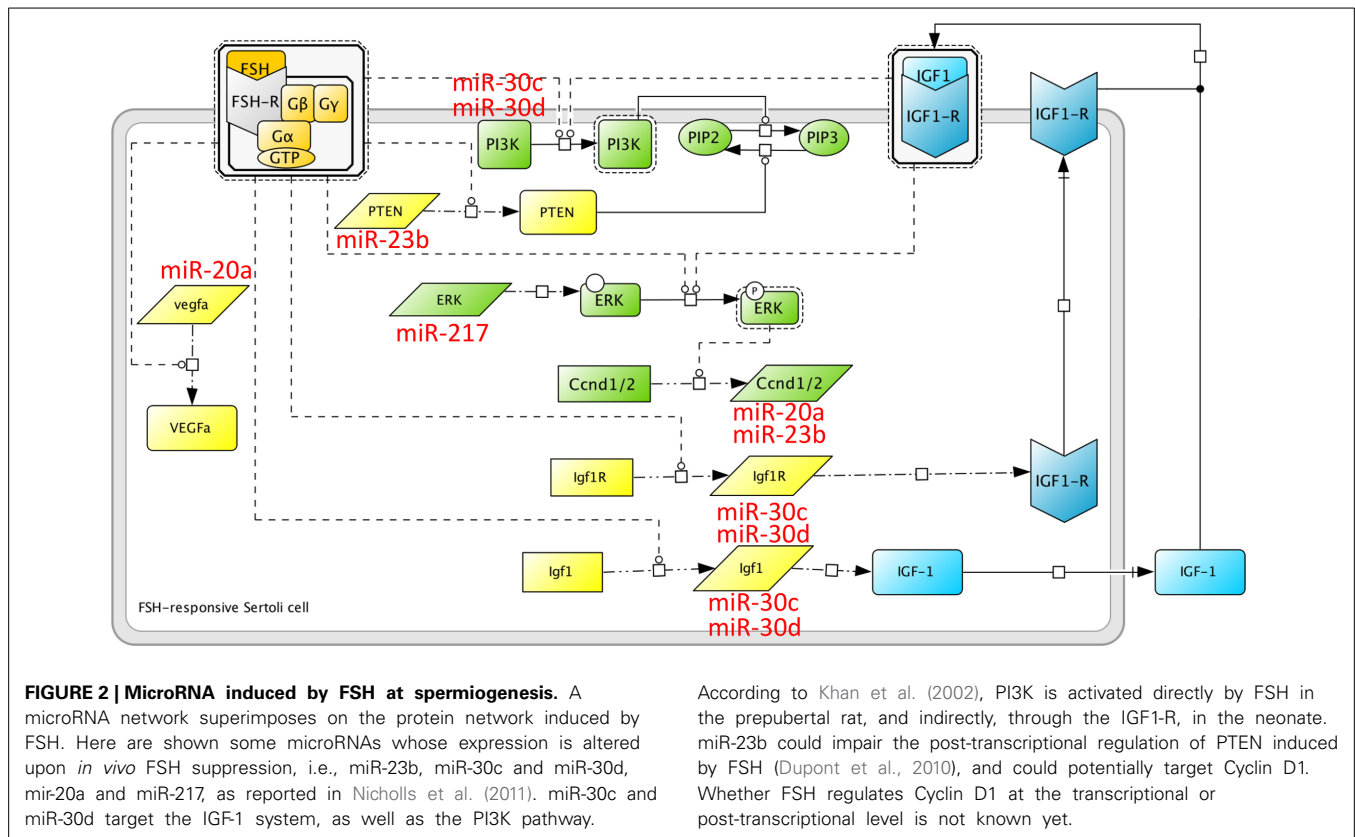 FSH
FSH-R
Gβ
Gγ
Gα
GTP
miR-30c
miR-30d
PI3K
PI3K
PIP2
PIP3
IGF1
IGF1-R
IGF1-R
PTEN
PTEN
miR-23b
miR-20a
vegfa
VEGFa
ERK
miR-217
ERK
P
ERK
Ccnd1/2
Ccnd1/2
miR-20a
miR-23b
Igf1R
Igf1R
miR-30c
miR-30d
IGF1-R
Igf1
Igf1
miR-30c
miR-30d
IGF-1
IGF-1
FSH-responsive Sertoli cell
FIGURE 2 | MicroRNA induced by FSH at spermiogenesis. A
microRNA network superimposes on the protein network induced by
FSH. Here are shown some microRNAs whose expression is altered
upon in vivo FSH suppression, i.e., miR-23b, miR-30c and miR-30d,
mir-20a and miR-217, as reported in Nicholls et al. (2011). miR-30c and
miR-30d target the IGF-1 system, as well as the PI3K pathway.
According to Khan et al. (2002), PI3K is activated directly by FSH in
the prepubertal rat, and indirectly, through the IGF1-R, in the neonate.
miR-23b could impair the post-transcriptional regulation of PTEN induced
by FSH (Dupont et al., 2010), and could potentially target Cyclin D1.
Whether FSH regulates Cyclin D1 at the transcriptional or
post-transcriptional level is not known yet.